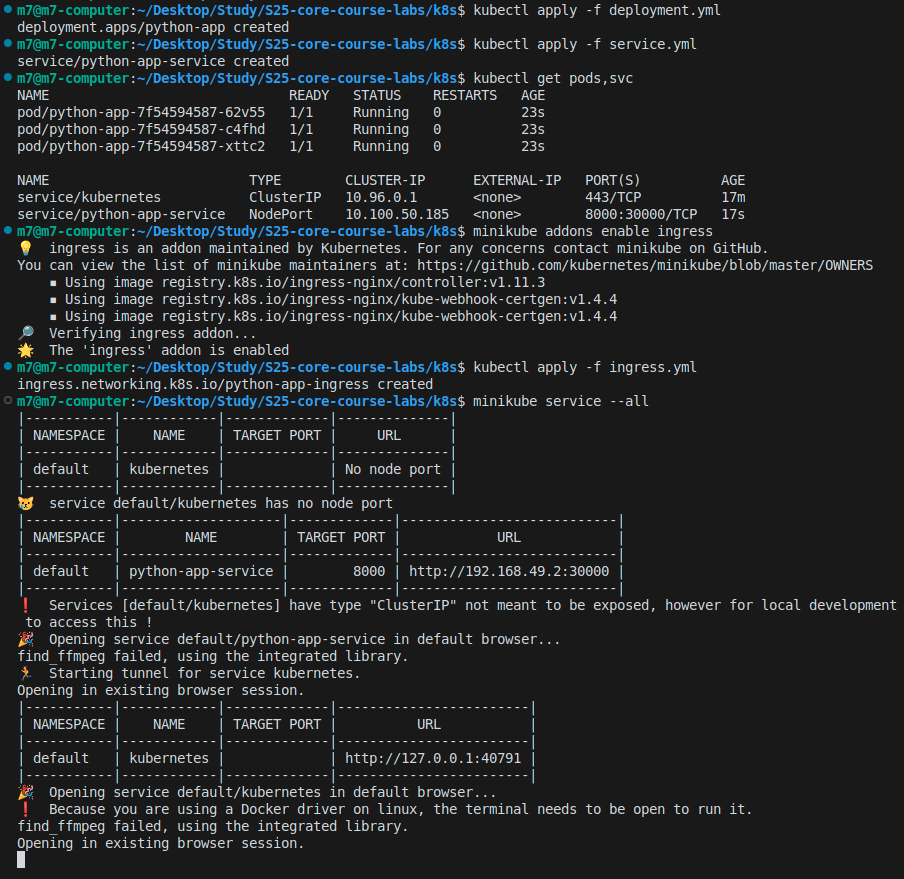 m7@m7-computer:~/Desktop/Study/S25-core-course-labs/k8s$ kubectl apply -f deployment.yml
deployment.apps/python-app created
m7@m7-computer:~/Desktop/Study/S25-core-course-labs/k8s$ kubectl apply -f service.yml
service/python-app-service created
m7@m7-computer:~/Desktop/Study/S25-core-course-labs/k8s$ kubectl get pods,svc
NAME                              READY   STATUS    RESTARTS   AGE
pod/python-app-7f54594587-62v55   1/1     Running   0          23s
pod/python-app-7f54594587-c4fhd   1/1     Running   0          23s
pod/python-app-7f54594587-xttc2   1/1     Running   0          23s

NAME                         TYPE        CLUSTER-IP      EXTERNAL-IP   PORT(S)          AGE
service/kubernetes           ClusterIP   10.96.0.1       <none>        443/TCP          17m
service/python-app-service   NodePort    10.100.50.185   <none>        8000:30000/TCP   17s
m7@m7-computer:~/Desktop/Study/S25-core-course-labs/k8s$ minikube addons enable ingress
💡  ingress is an addon maintained by Kubernetes. For any concerns contact minikube on GitHub.
You can view the list of minikube maintainers at: https://github.com/kubernetes/minikube/blob/master/OWNERS
    ▪ Using image registry.k8s.io/ingress-nginx/controller:v1.11.3
    ▪ Using image registry.k8s.io/ingress-nginx/kube-webhook-certgen:v1.4.4
    ▪ Using image registry.k8s.io/ingress-nginx/kube-webhook-certgen:v1.4.4
🔎  Verifying ingress addon...
🌟  The 'ingress' addon is enabled
m7@m7-computer:~/Desktop/Study/S25-core-course-labs/k8s$ kubectl apply -f ingress.yml
ingress.networking.k8s.io/python-app-ingress created
m7@m7-computer:~/Desktop/Study/S25-core-course-labs/k8s$ minikube service --all
|-----------|------------|-------------|--------------|
| NAMESPACE |    NAME    | TARGET PORT |     URL      |
|-----------|------------|-------------|--------------|
| default   | kubernetes |             | No node port |
|-----------|------------|-------------|--------------|
😿  service default/kubernetes has no node port
|-----------|--------------------|-------------|---------------------------|
| NAMESPACE |        NAME        | TARGET PORT |            URL            |
|-----------|--------------------|-------------|---------------------------|
| default   | python-app-service |        8000 | http://192.168.49.2:30000 |
|-----------|--------------------|-------------|---------------------------|
❗  Services [default/kubernetes] have type "ClusterIP" not meant to be exposed, however for local development
 to access this !
🎉  Opening service default/python-app-service in default browser...
find_ffmpeg failed, using the integrated library.
🏃  Starting tunnel for service kubernetes.
Opening in existing browser session.
|-----------|------------|-------------|------------------------|
| NAMESPACE |    NAME    | TARGET PORT |          URL           |
|-----------|------------|-------------|------------------------|
| default   | kubernetes |             | http://127.0.0.1:40791 |
|-----------|------------|-------------|------------------------|
🎉  Opening service default/kubernetes in default browser...
❗  Because you are using a Docker driver on linux, the terminal needs to be open to run it.
find_ffmpeg failed, using the integrated library.
Opening in existing browser session.